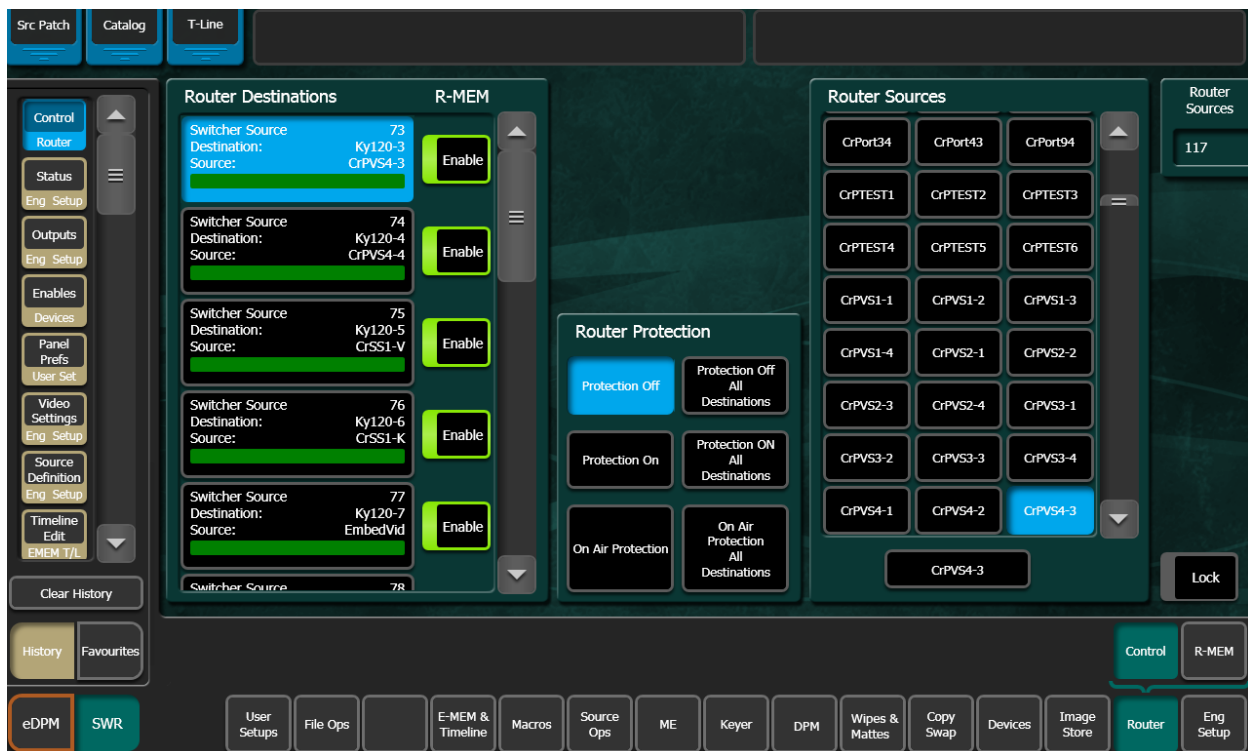 Src Patch
Catalog
T-Line
Control
Router
Status
Eng Setup
Outputs
Eng Setup
Enables
Devices
Panel
Prefs
User Set
Video
Settings
Eng Setup
Source
Definition
Eng Setup
Timeline
Edit
EMEM T/L
Clear History
History
Favourites
Router Destinations
R-MEM
Switcher Source 73
Destination: Ky120-3
Source: CrPVS4-3
Enable
Switcher Source 74
Destination: Ky120-4
Source: CrPVS4-4
Enable
Switcher Source 75
Destination: Ky120-5
Source: CrSS1-V
Enable
Switcher Source 76
Destination: Ky120-6
Source: CrSS1-K
Enable
Switcher Source 77
Destination: Ky120-7
Source: EmbedVid
Enable
Switcher Source 78
Router Protection
Protection Off
Protection Off
All
Destinations
Protection On
Protection ON
All
Destinations
On Air Protection
On Air
Protection
All
Destinations
Router Sources
CrPort34 CrPort43 CrPort94
CrPTEST1 CrPTEST2 CrPTEST3
CrPTEST4 CrPTEST5 CrPTEST6
CrPVS1-1 CrPVS1-2 CrPVS1-3
CrPVS1-4 CrPVS2-1 CrPVS2-2
CrPVS2-3 CrPVS2-4 CrPVS3-1
CrPVS3-2 CrPVS3-3 CrPVS3-4
CrPVS4-1 CrPVS4-2 CrPVS4-3
CrPVS4-3
Router
Sources
117
Lock
Control
R-MEM
eDPM
SWR
User
Setups
File Ops
E-MEM &
Timeline
Macros
Source
Ops
ME
Keyer
DPM
Wipes &
Mattes
Copy
Swap
Devices
Image
Store
Router
Eng
Setup